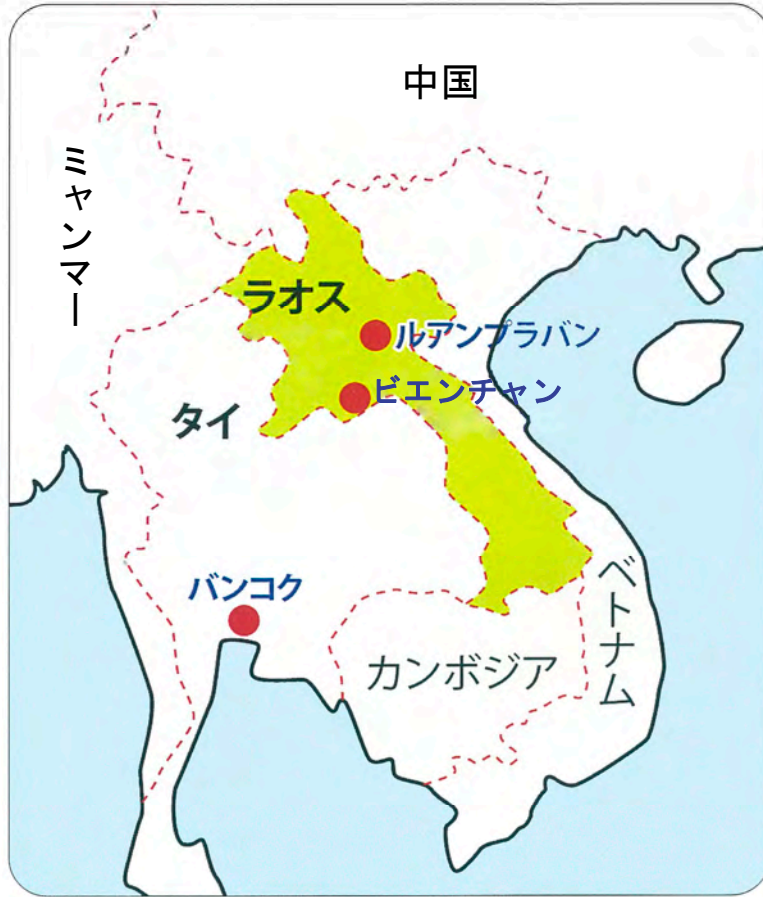 中国
ミャンマー
ラオス
ルアンプラバン
ビエンチャン
タイ
バンコク
ベトナム
カンボジア